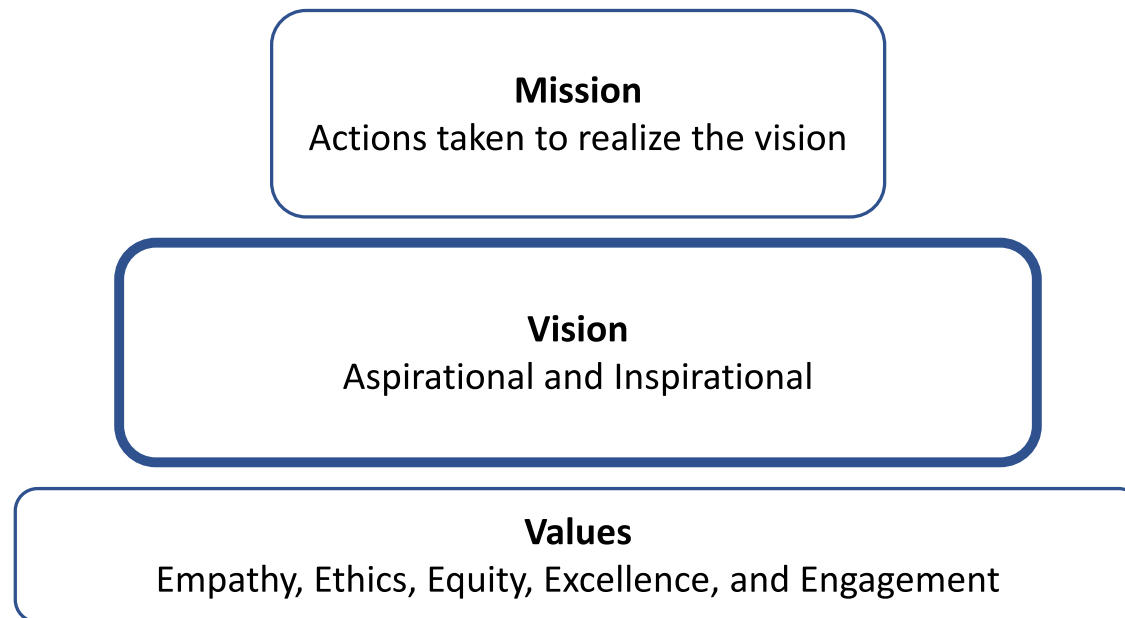 Mission
Actions taken to realize the vision
Vision
Aspirational and Inspirational
Values
Empathy, Ethics, Equity, Excellence, and Engagement